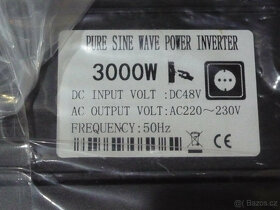 PURE SINE WAVE POWER INVERTER
3000W
DC INPUT VOLT :DC48V
AC OUTPUT VOLT:AC220～230V
FREQUENCY:50Hz
CE
Bazoš.cz